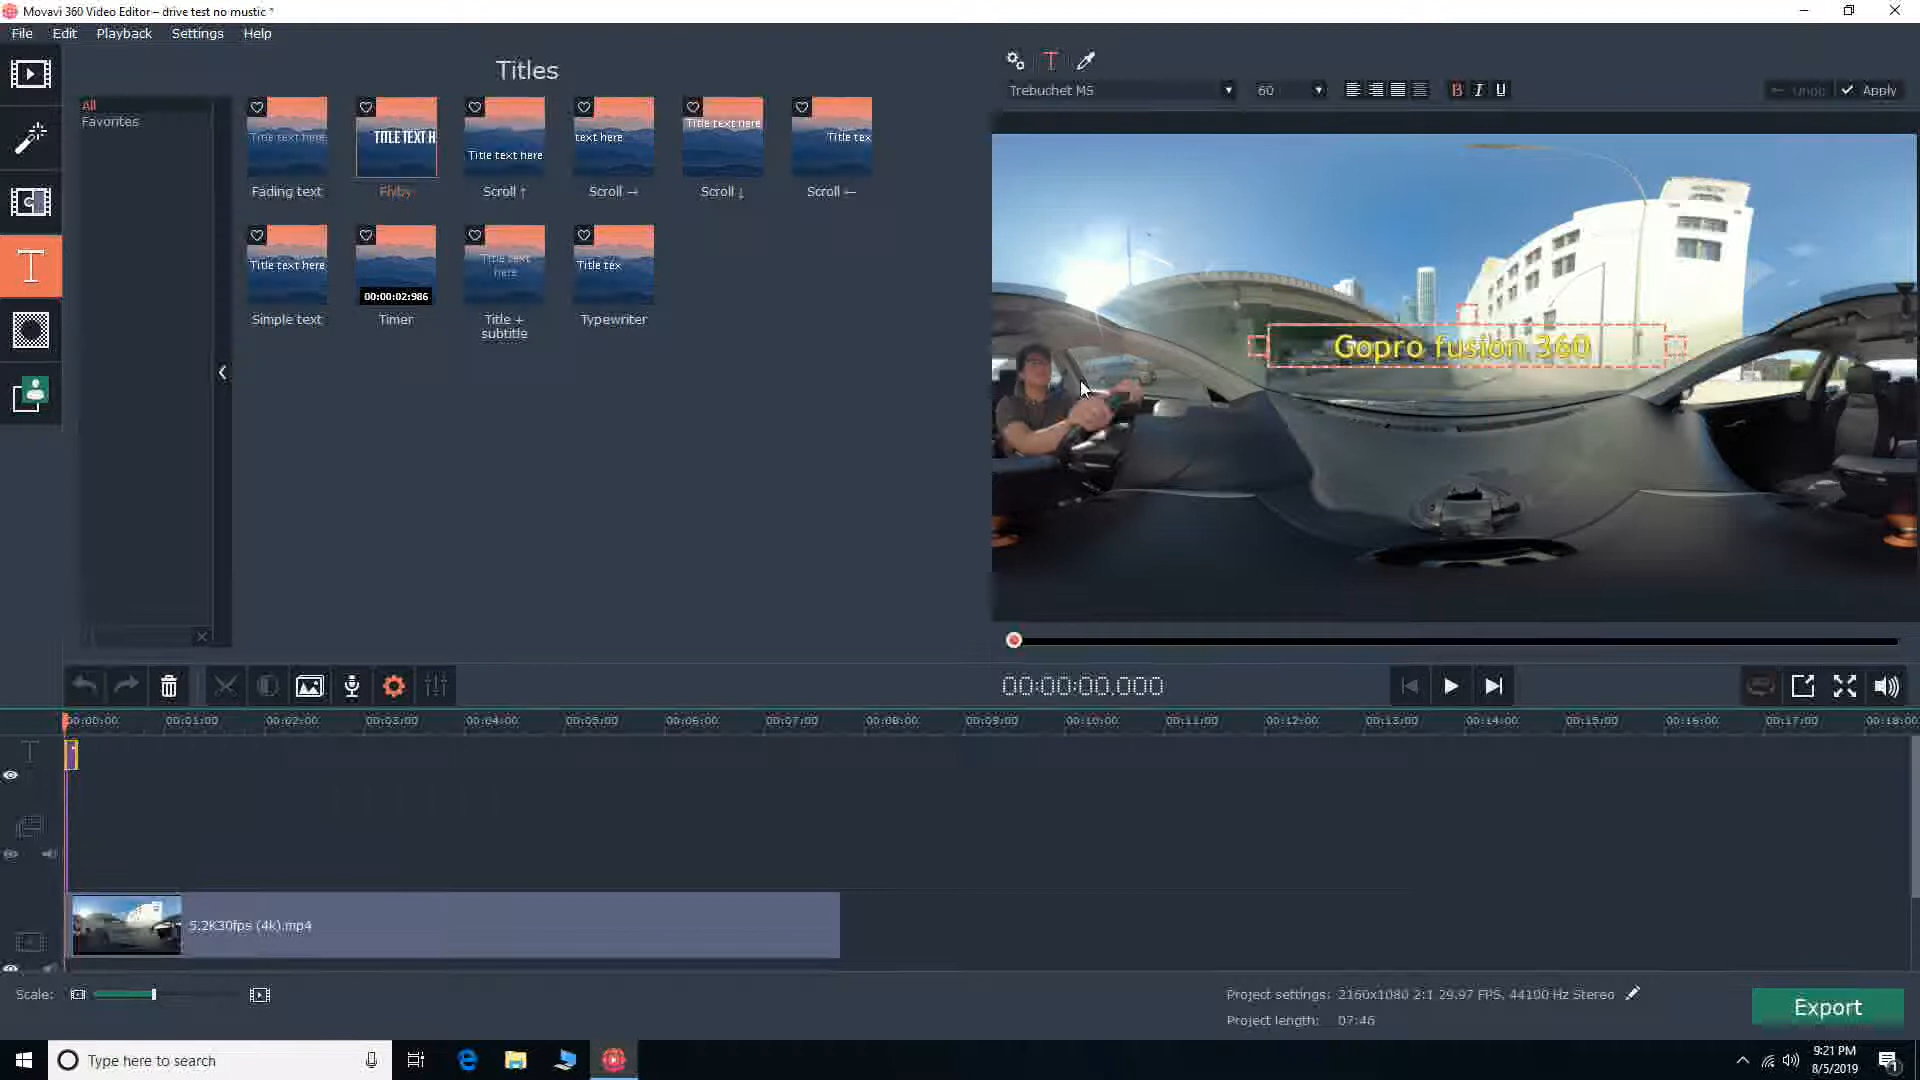 Movavi 360 Video Editor – drive test no mustic *
File Edit Playback Settings Help
Titles
All
Favorites
Title text here
TITLE TEXT H
Title text here
text here
Title text here
Title tex
Fading text
Flyby
Scroll ↑
Scroll →
Scroll ↓
Scroll ←
Title text here
00:00:02:986
Title text
here
Title tex
Simple text
Timer
Title +
subtitle
Typewriter
Trebuchet MS
60
B I U
Undo
Apply
Gopro fusion 360
00:00:00.000
00:00:00 00:01:00 00:02:00 00:03:00 00:04:00 00:05:00 00:06:00 00:07:00 00:08:00 00:09:00 00:10:00 00:11:00 00:12:00 00:13:00 00:14:00 00:15:00 00:16:00 00:17:00 00:18:00
5.2K30fps (4k).mp4
Scale:
Project settings: 2160x1080 2:1 29.97 FPS, 44100 Hz Stereo
Project length: 07:46
Export
Type here to search
9:21 PM
8/5/2019
1